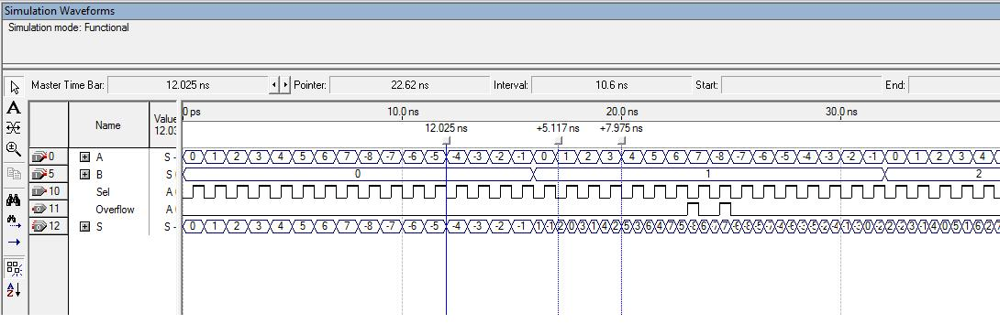 Simulation Waveforms
Simulation mode: Functional
Master Time Bar: 12.025 ns Pointer: 22.62 ns Interval: 10.6 ns Start: End:
Name Value 12.03
0 ps 10.0 ns 20.0 ns 30.0 ns
12.025 ns +5.117 ns +7.975 ns
0 A S - 0 1 2 3 4 5 6 7 -8 -7 -6 -5 -4 -3 -2 -1 0 1 2 3 4 5 6 7 -8 -7 -6 -5 -4 -3 -2 -1 0 1 2 3 4
5 B S 0 1 2
10 Sel A
11 Overflow A
12 S S - 0 1 2 3 4 5 6 7 -8 -7 -6 -5 -4 -3 -2 -1